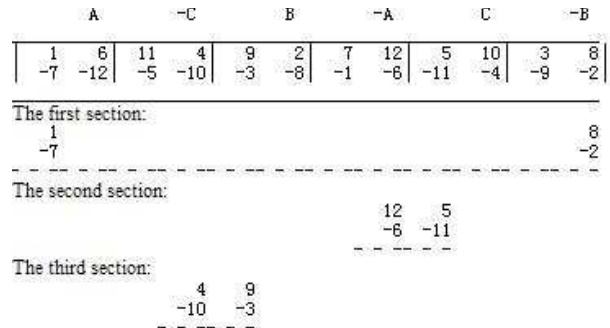 A -C B -A C -B
1 6 11 4 9 2 7 12 5 10 3 8
-7 -12 -5 -10 -3 -8 -1 -6 -11 -4 -9 -2
The first section:
1 8
-7 -2
The second section:
12 5
-6 -11
The third section:
4 9
-10 -3